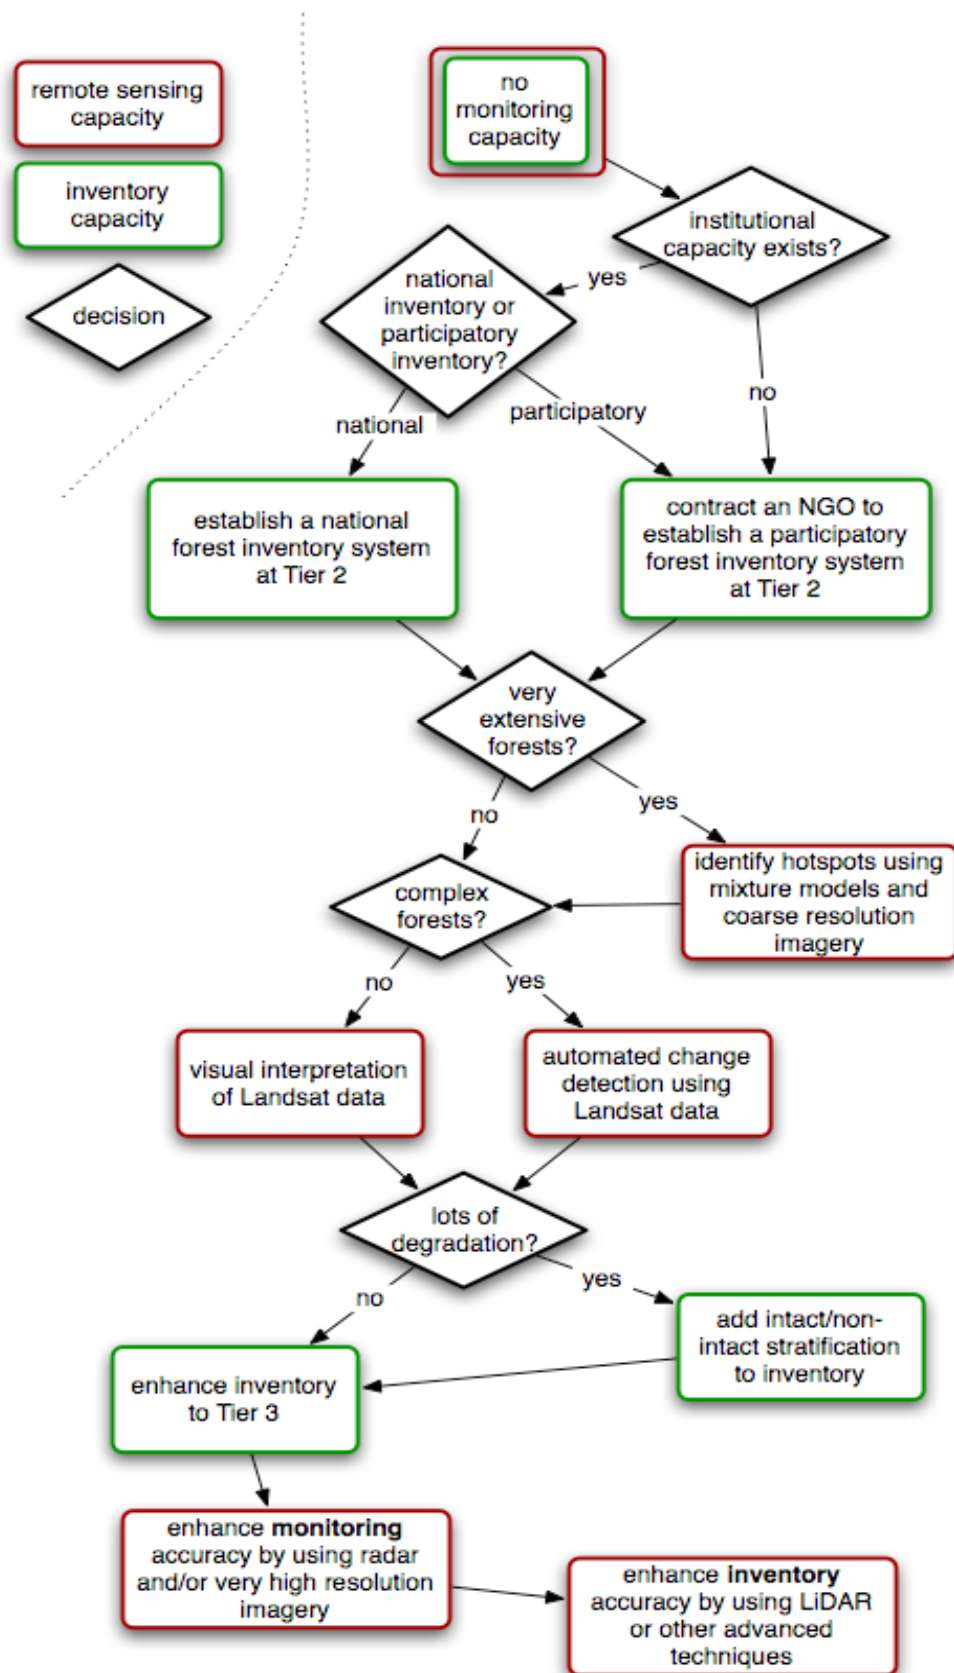 remote sensing
capacity
inventory
capacity
decision
no
monitoring
capacity
institutional
capacity exists?
yes
no
national
inventory or
participatory
inventory?
national
participatory
establish a national
forest inventory system
at Tier 2
contract an NGO to
establish a participatory
forest inventory system
at Tier 2
very
extensive
forests?
no
yes
identify hotspots using
mixture models and
coarse resolution
imagery
complex
forests?
no
yes
visual interpretation
of Landsat data
automated change
detection using
Landsat data
lots of
degradation?
no
yes
add intact/non-
intact stratification
to inventory
enhance inventory
to Tier 3
enhance monitoring
accuracy by using radar
and/or very high resolution
imagery
enhance inventory
accuracy by using LiDAR
or other advanced
techniques